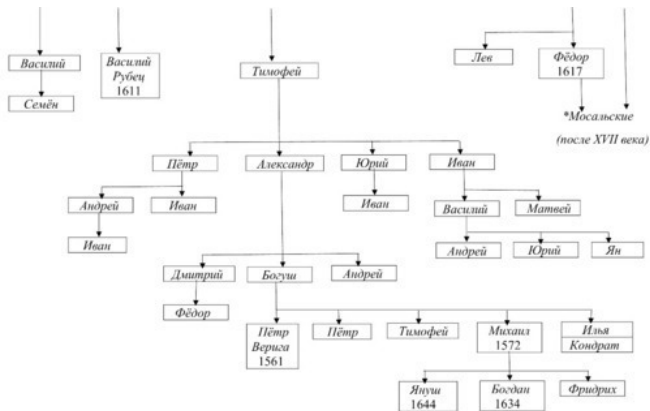 Василий
Василий
Рубец
1611
Тимофей
Лев
Фёдор
1617
Семён
*Мосальские
(после XVII века)
Пётр
Александр
Юрий
Иван
Андрей
Иван
Иван
Василий
Матвей
Иван
Андрей
Юрий
Ян
Дмитрий
Богуш
Андрей
Фёдор
Пётр
Верига
1561
Пётр
Тимофей
Михаил
1572
Илья
Кондрат
Януш
1644
Богдан
1634
Фридрих